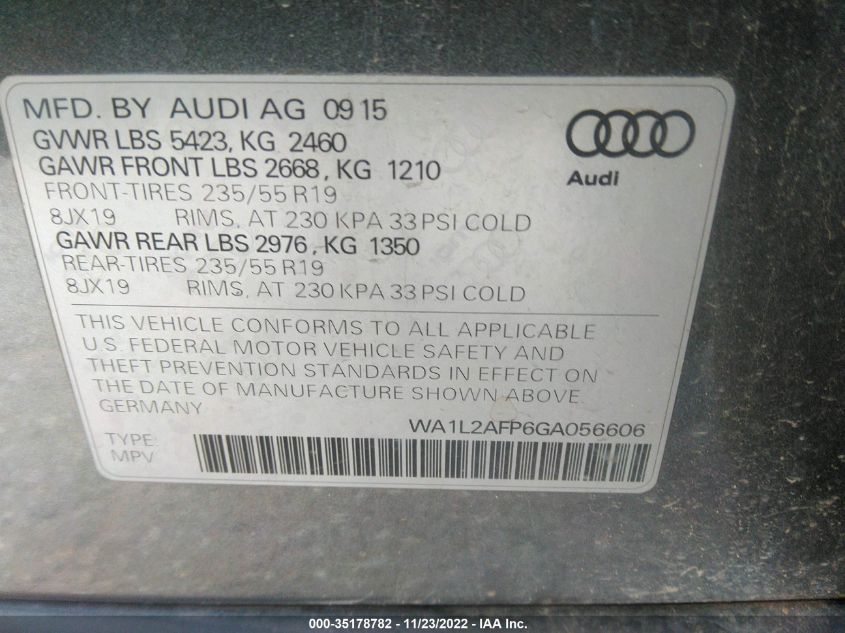 MFD. BY AUDI AG 09 15
GVWR LBS 5423, KG 2460
GAWR FRONT LBS 2668, KG 1210
FRONT-TIRES 235/55 R19
8JX19 RIMS, AT 230 KPA 33 PSI COLD
GAWR REAR LBS 2976, KG 1350
REAR-TIRES 235/55 R19
8JX19 RIMS, AT 230 KPA 33 PSI COLD
Audi
THIS VEHICLE CONFORMS TO ALL APPLICABLE
U.S. FEDERAL MOTOR VEHICLE SAFETY AND
THEFT PREVENTION STANDARDS IN EFFECT ON
THE DATE OF MANUFACTURE SHOWN ABOVE
GERMANY
WA1L2AFP6GA056606
TYPE:
MPV
000-35178782 - 11/23/2022 - IAA Inc.